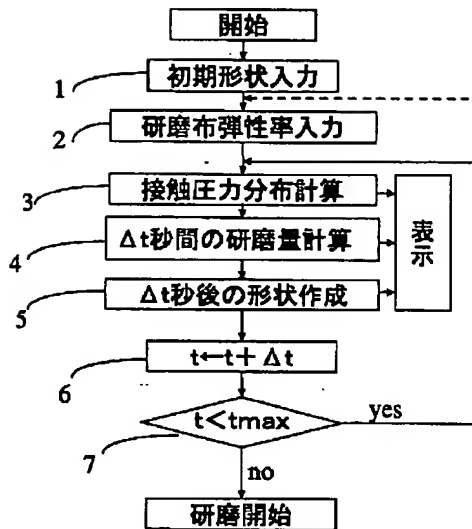 開始
1
初期形状入力
2
研磨布弾性率入力
3
接触圧力分布計算
4
Δt秒間の研磨量計算
表示
5
Δt秒後の形状作成
6
t←t+Δt
7
t<tmax
yes
no
研磨開始